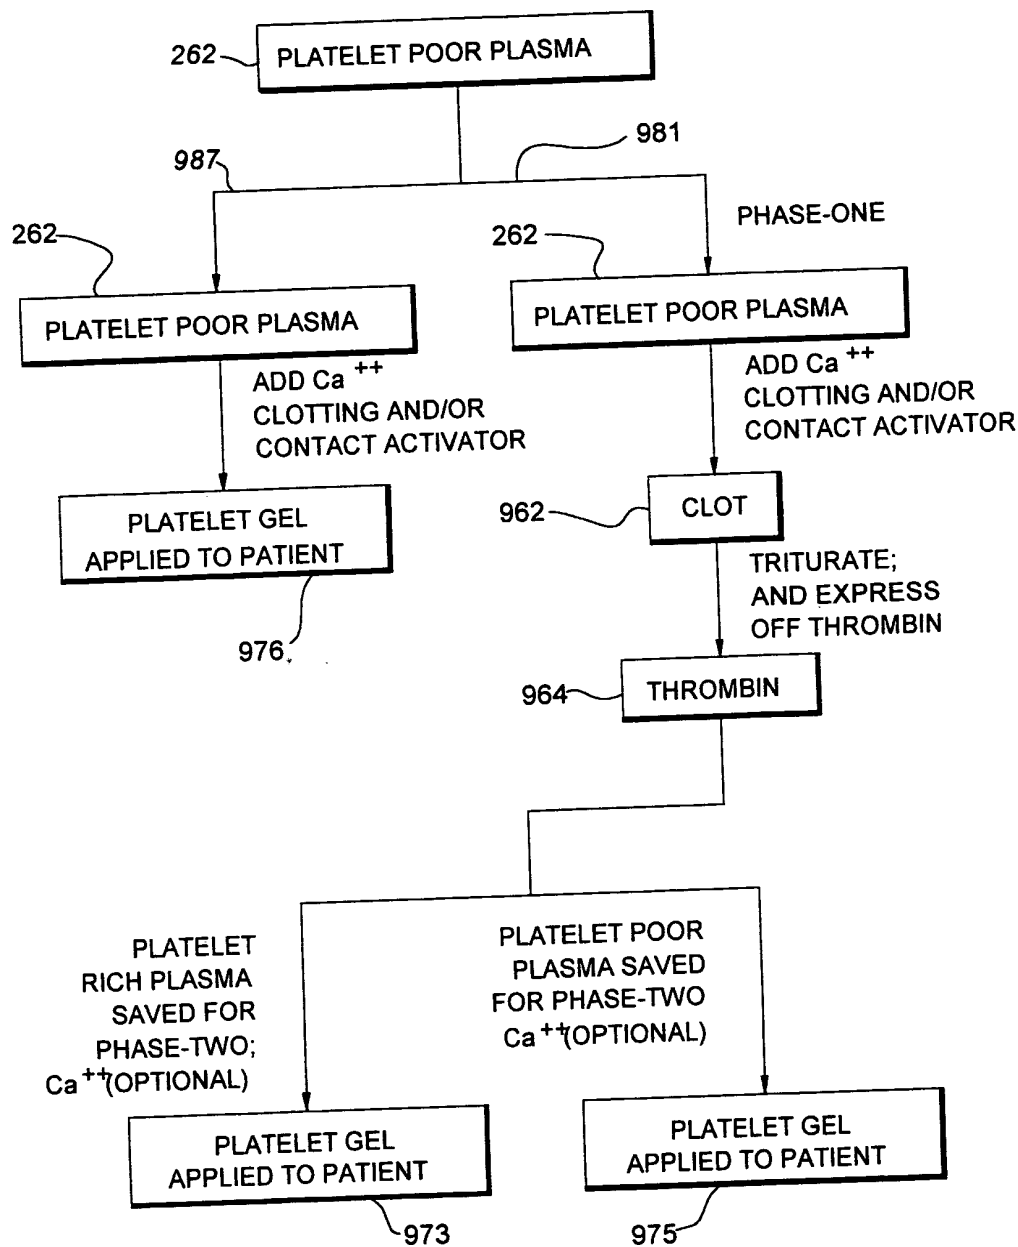 262
PLATELET POOR PLASMA
987
981
PHASE-ONE
262
262
PLATELET POOR PLASMA
PLATELET POOR PLASMA
ADD Ca ++
CLOTTING AND/OR
CONTACT ACTIVATOR
ADD Ca ++
CLOTTING AND/OR
CONTACT ACTIVATOR
PLATELET GEL
APPLIED TO PATIENT
976
962
CLOT
TRITURATE;
AND EXPRESS
OFF THROMBIN
964
THROMBIN
PLATELET
RICH PLASMA
SAVED FOR
PHASE-TWO;
Ca ++(OPTIONAL)
PLATELET POOR
PLASMA SAVED
FOR PHASE-TWO
Ca ++(OPTIONAL)
PLATELET GEL
APPLIED TO PATIENT
973
PLATELET GEL
APPLIED TO PATIENT
975